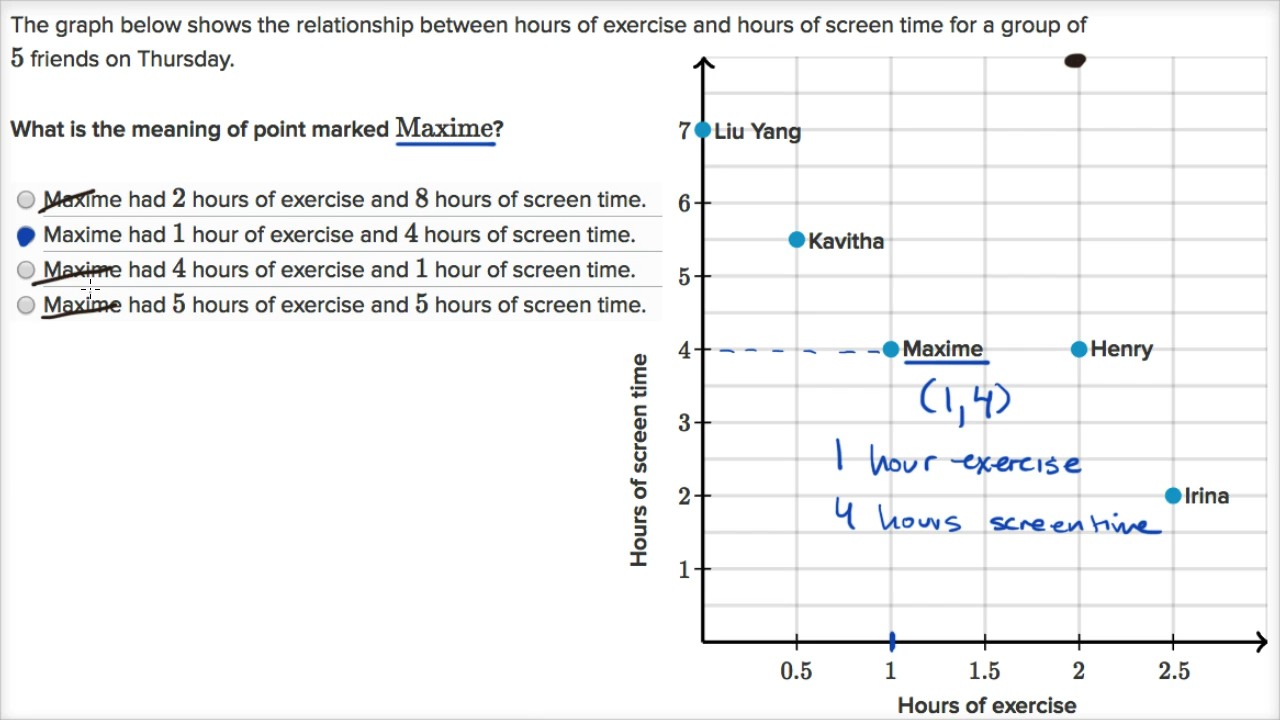 The graph below shows the relationship between hours of exercise and hours of screen time for a group of
5 friends on Thursday.
What is the meaning of point marked Maxime?
Maxime had 2 hours of exercise and 8 hours of screen time.
Maxime had 1 hour of exercise and 4 hours of screen time.
Maxime had 4 hours of exercise and 1 hour of screen time.
Maxime had 5 hours of exercise and 5 hours of screen time.
7 Liu Yang
6
Kavitha
5
4 Maxime Henry
(1,4)
3
1 hour exercise
2 Irina
4 hours screentime
1
Hours of screen time
0.5 1 1.5 2 2.5
Hours of exercise